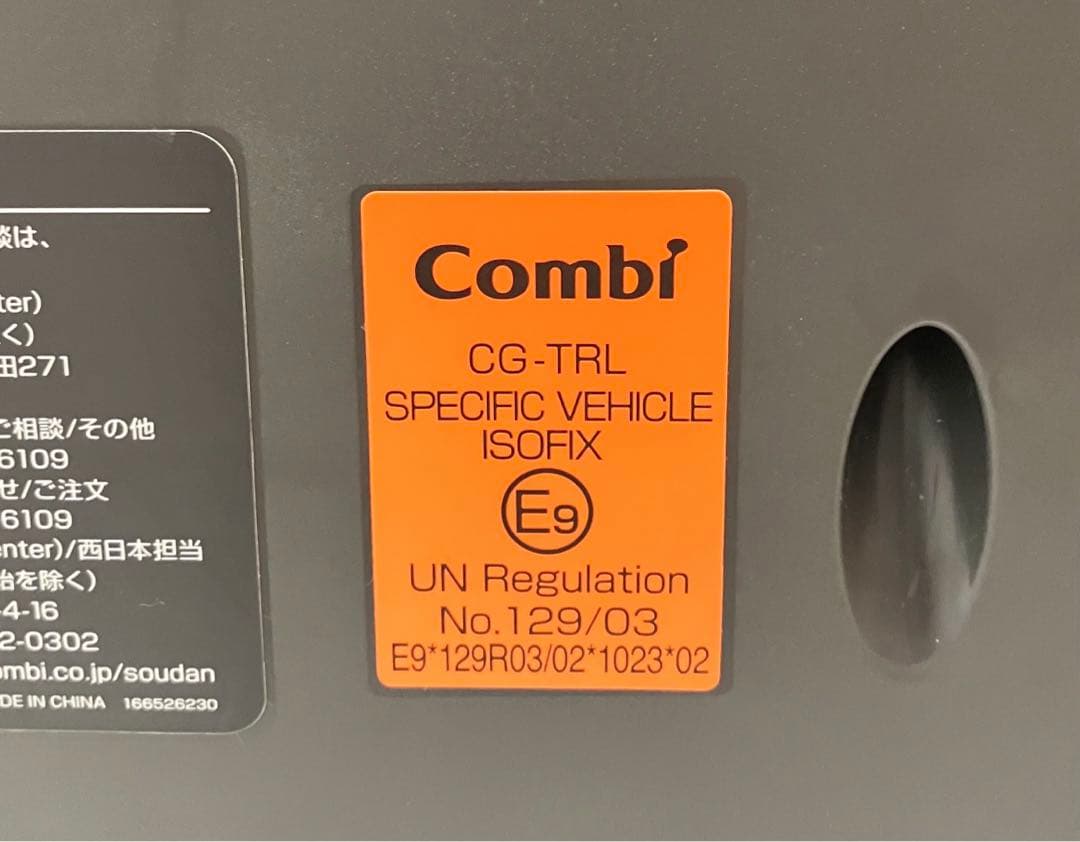 談は、
ter)
く)
田271
ご相談/その他
6109
せ/ご注文
6109
enter)/西日本担当
始を除く)
-4-16
2-0302
ombi.co.jp/soudan
DE IN CHINA 166526230
Combi
CG-TRL
SPECIFIC VEHICLE
ISOFIX
E9
UN Regulation
No.129/03
E9*129R03/02*1023*02